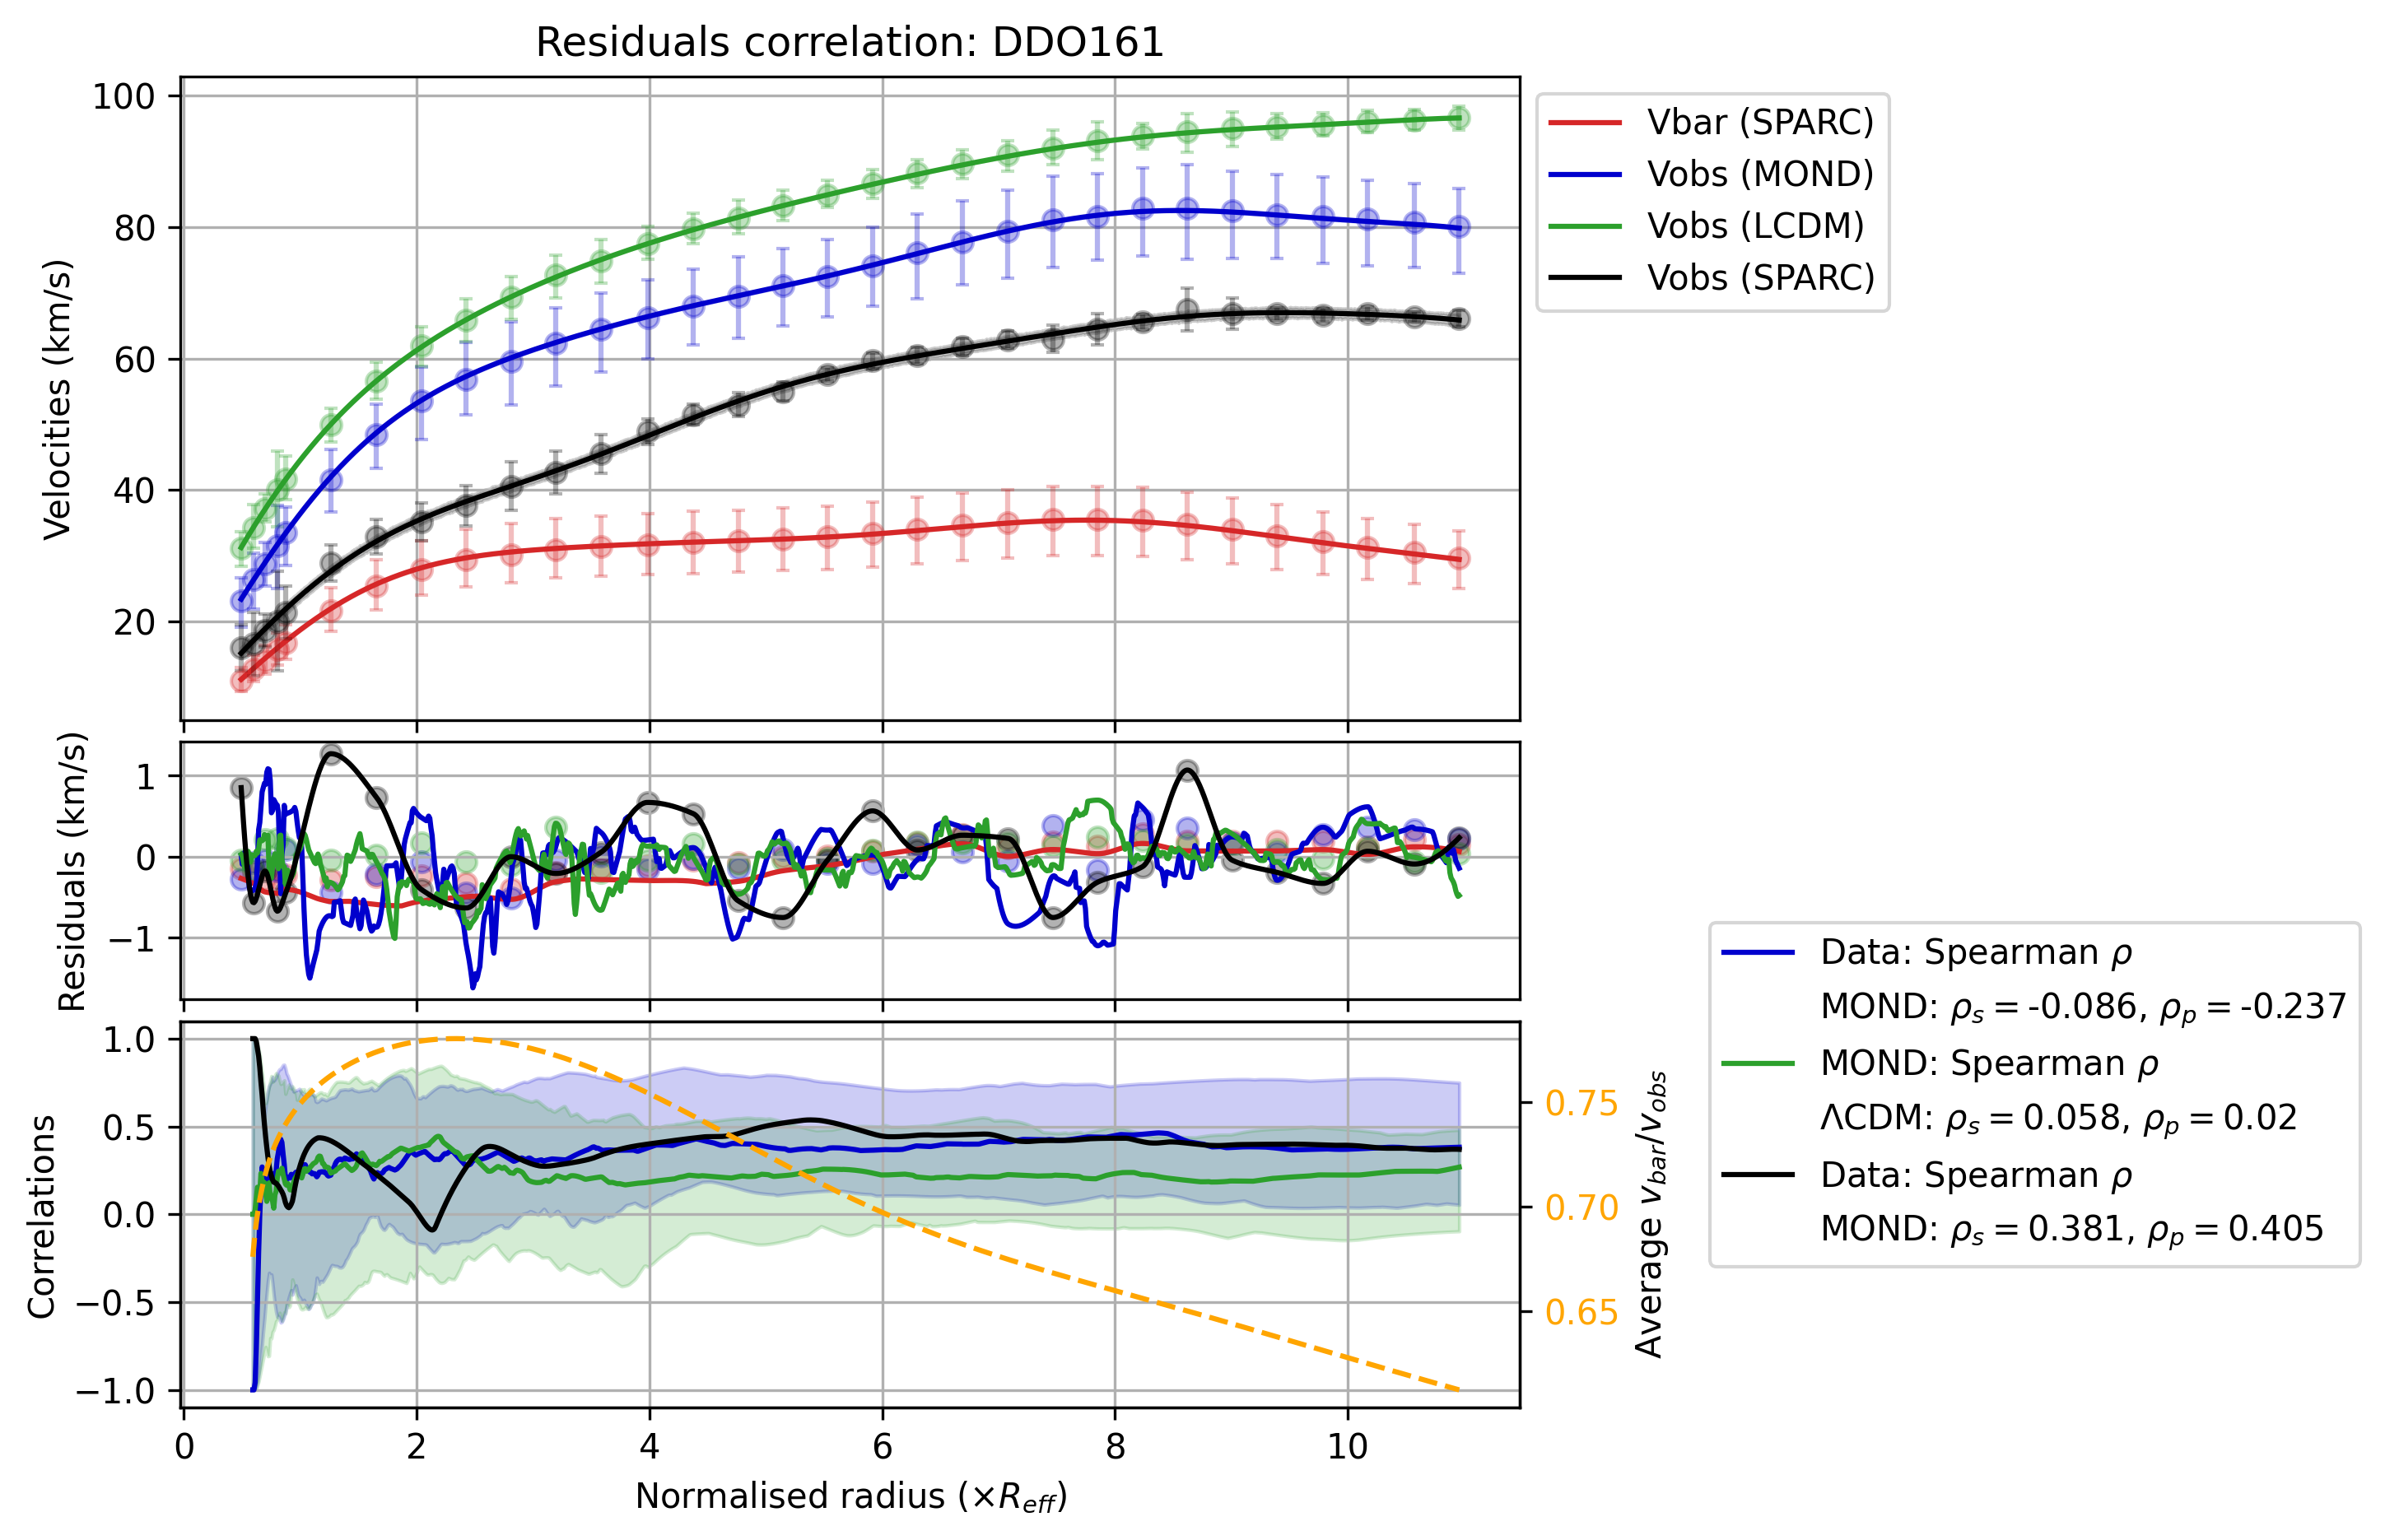 Residuals correlation: DDO161
Velocities (km/s)
100
80
60
40
20
Vbar (SPARC)
Vobs (MOND)
Vobs (LCDM)
Vobs (SPARC)
Residuals (km/s)
1
0
−1
Correlations
1.0
0.5
0.0
−0.5
−1.0
0.75
0.70
0.65
Average v_bar/v_obs
Data: Spearman ρ
MOND: ρ_s = -0.086, ρ_p = -0.237
MOND: Spearman ρ
ΛCDM: ρ_s = 0.058, ρ_p = 0.02
Data: Spearman ρ
MOND: ρ_s = 0.381, ρ_p = 0.405
0 2 4 6 8 10
Normalised radius (×R_eff)